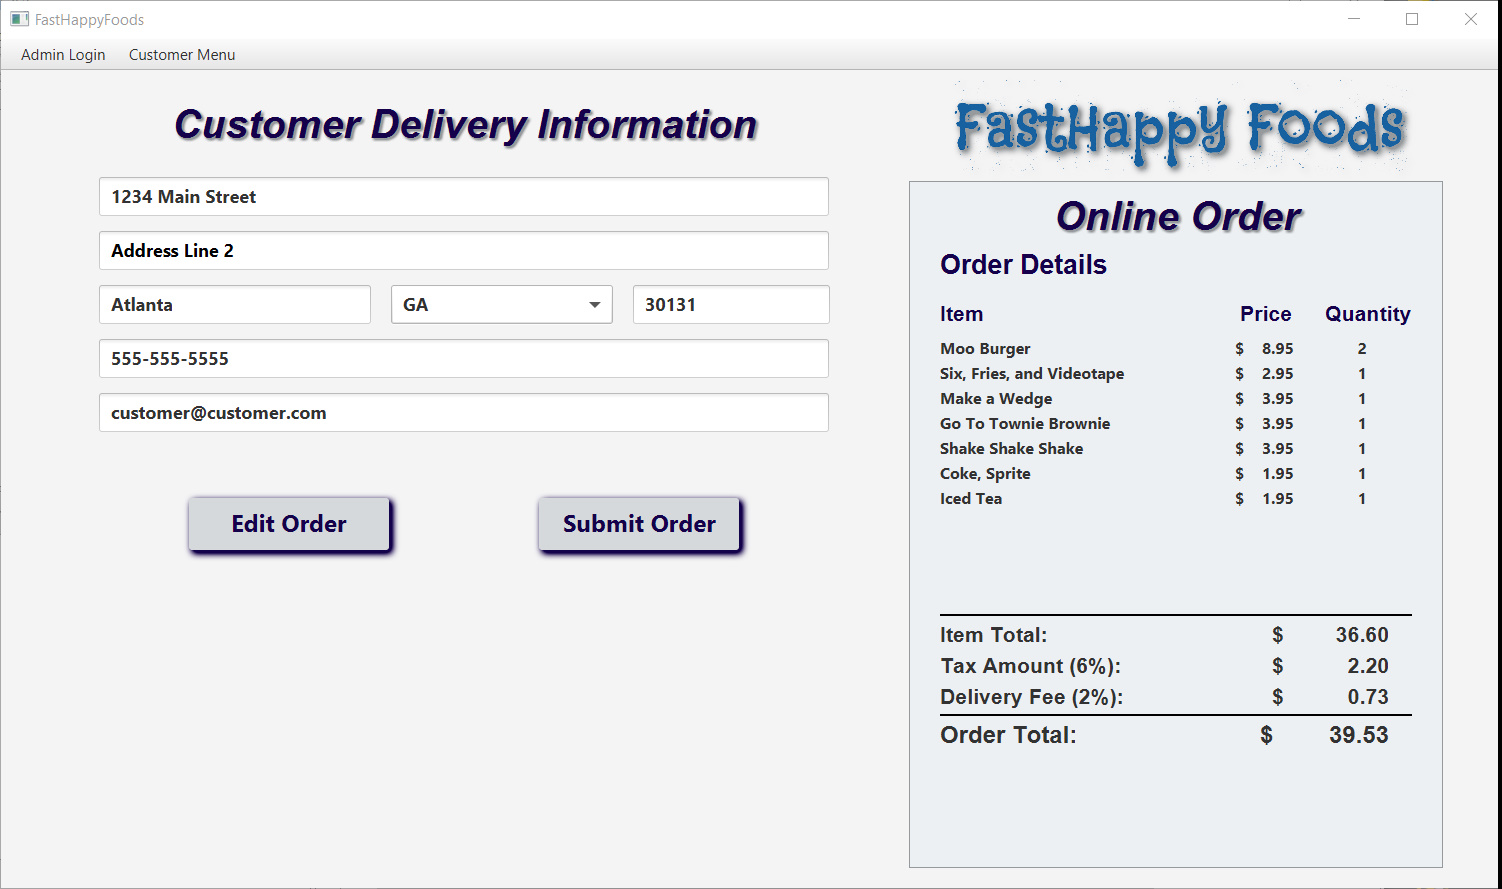 FastHappyFoods
Admin Login Customer Menu
Customer Delivery Information
1234 Main Street
Address Line 2
Atlanta GA 30131
555-555-5555
customer@customer.com
Edit Order Submit Order
FastHappy Foods
Online Order
Order Details
Item Price Quantity
Moo Burger $ 8.95 2
Six, Fries, and Videotape $ 2.95 1
Make a Wedge $ 3.95 1
Go To Townie Brownie $ 3.95 1
Shake Shake Shake $ 3.95 1
Coke, Sprite $ 1.95 1
Iced Tea $ 1.95 1
Item Total: $ 36.60
Tax Amount (6%): $ 2.20
Delivery Fee (2%): $ 0.73
Order Total: $ 39.53